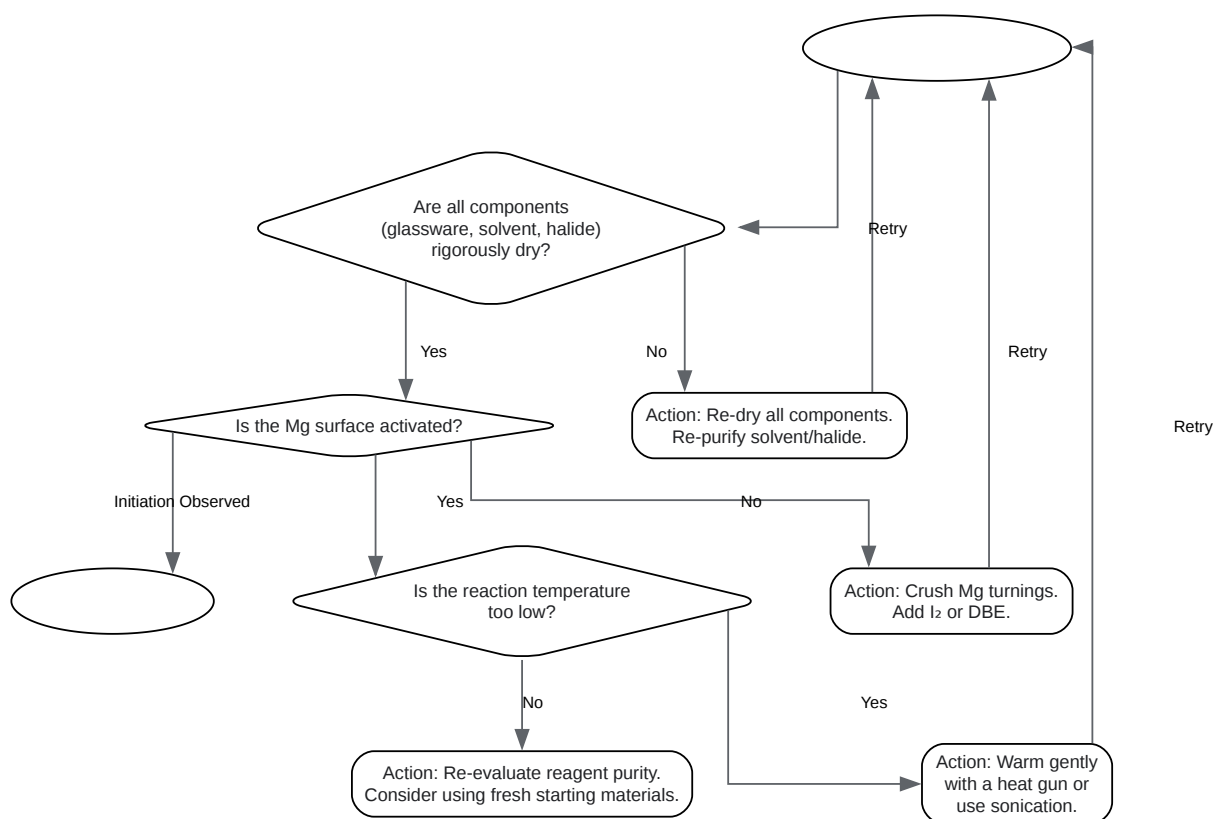 Are all components
(glassware, solvent, halide)
rigorously dry?
Retry
Yes
No
Retry
Action: Re-dry all components.
Re-purify solvent/halide.
Is the Mg surface activated?
Retry
Initiation Observed
Yes
No
Is the reaction temperature
too low?
Action: Crush Mg turnings.
Add I₂ or DBE.
No
Yes
Action: Re-evaluate reagent purity.
Consider using fresh starting materials.
Action: Warm gently
with a heat gun or
use sonication.